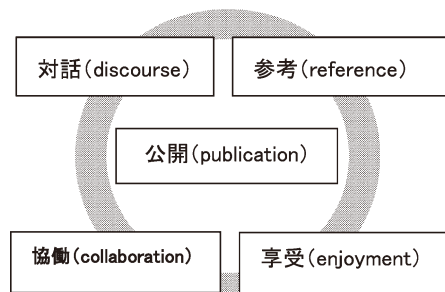 対話(discourse)
参考(reference)
公開(publication)
協働(collaboration)
享受(enjoyment)